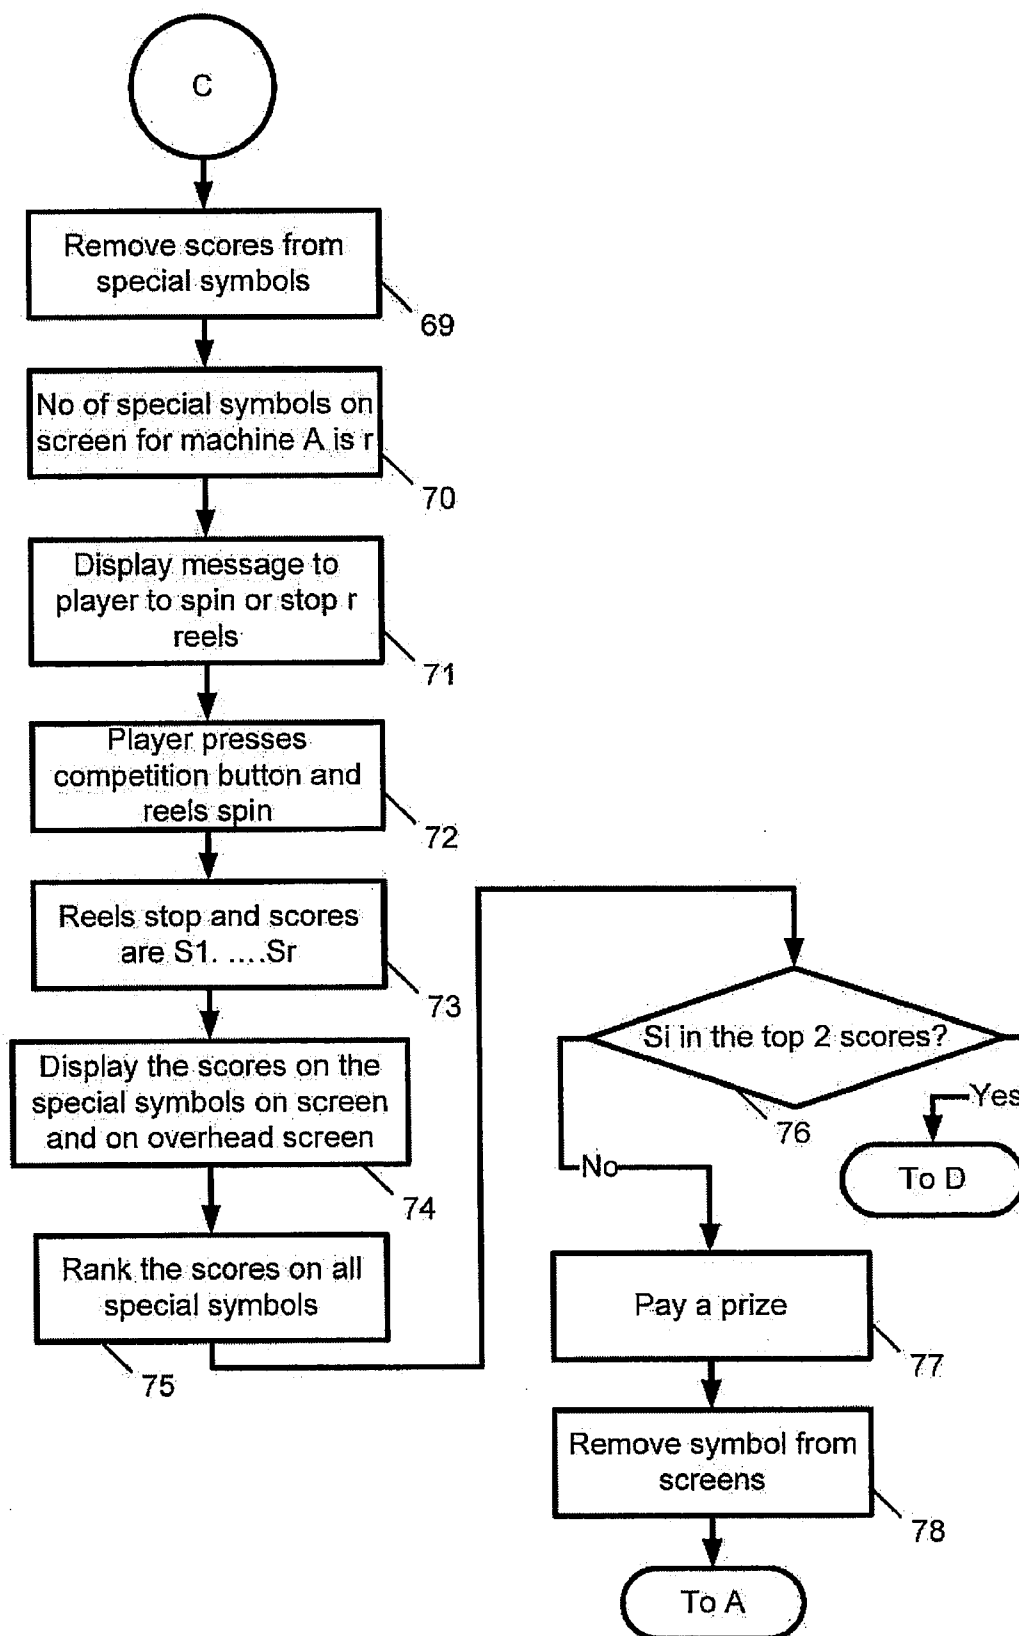 C
Remove scores from
special symbols
69
No of special symbols on
screen for machine A is r
70
Display message to
player to spin or stop r
reels
71
Player presses
competition button and
reels spin
72
Reels stop and scores
are S1. ....Sr
73
Display the scores on the
special symbols on screen
and on overhead screen
74
Rank the scores on all
special symbols
75
Si in the top 2 scores?
76
Yes
To D
No
Pay a prize
77
Remove symbol from
screens
78
To A